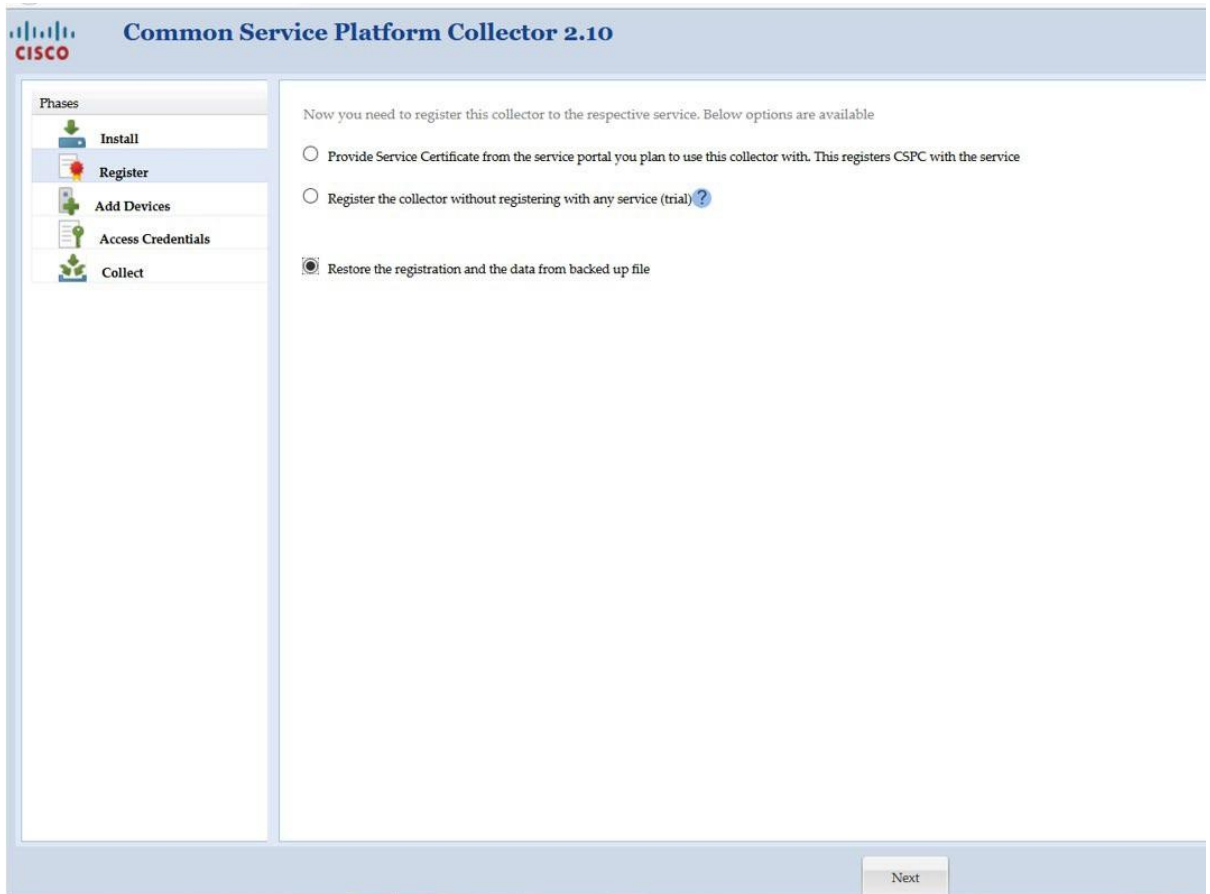 CISCO
Common Service Platform Collector 2.10
Phases
Install
Register
Add Devices
Access Credentials
Collect
Now you need to register this collector to the respective service. Below options are available
Provide Service Certificate from the service portal you plan to use this collector with. This registers CSPC with the service
Register the collector without registering with any service (trial) ?
Restore the registration and the data from backed up file
Next